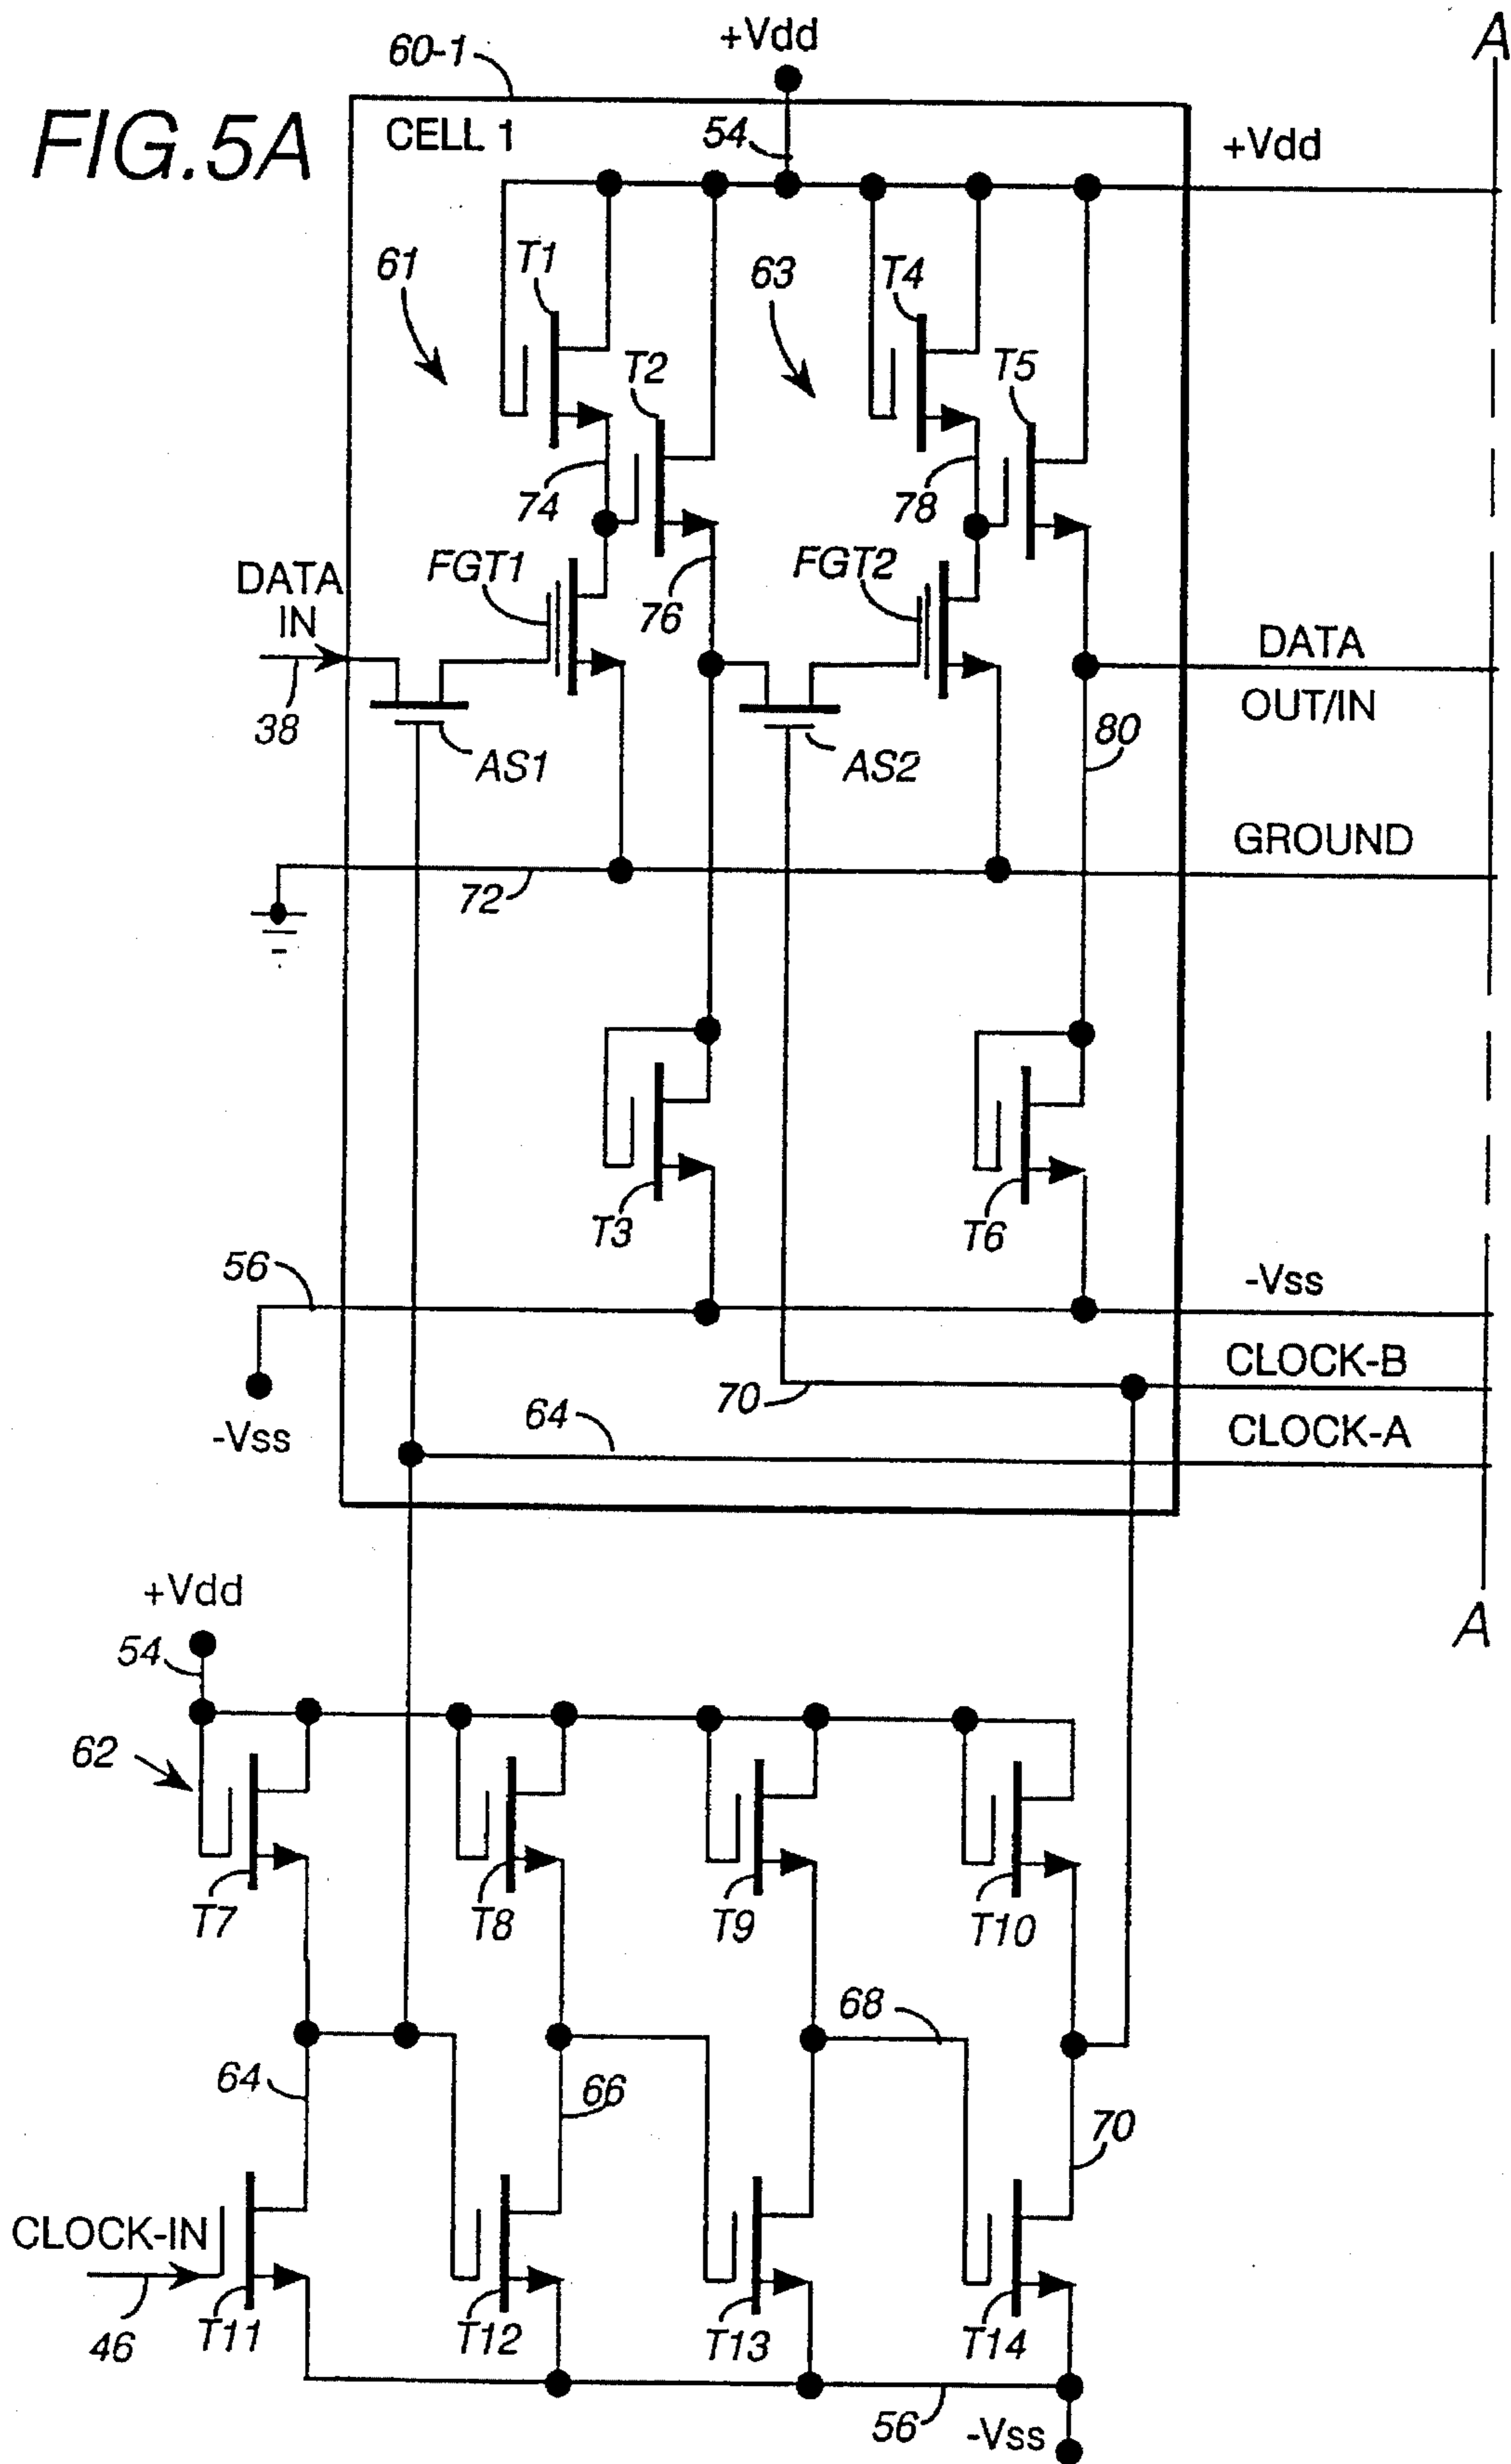 FIG.5A
60-1
+Vdd
A
CELL 1
54
+Vdd
61
T1
63
T4
T2
T5
74
78
DATA
IN
FGT1
FGT2
76
38
AS1
AS2
DATA
OUT/IN
80
72
GROUND
T3
T6
56
-Vss
-Vss
CLOCK-B
70
64
CLOCK-A
+Vdd
54
A
62
T7
T8
T9
T10
68
64
66
70
CLOCK-IN
46
T11
T12
T13
T14
56
-Vss